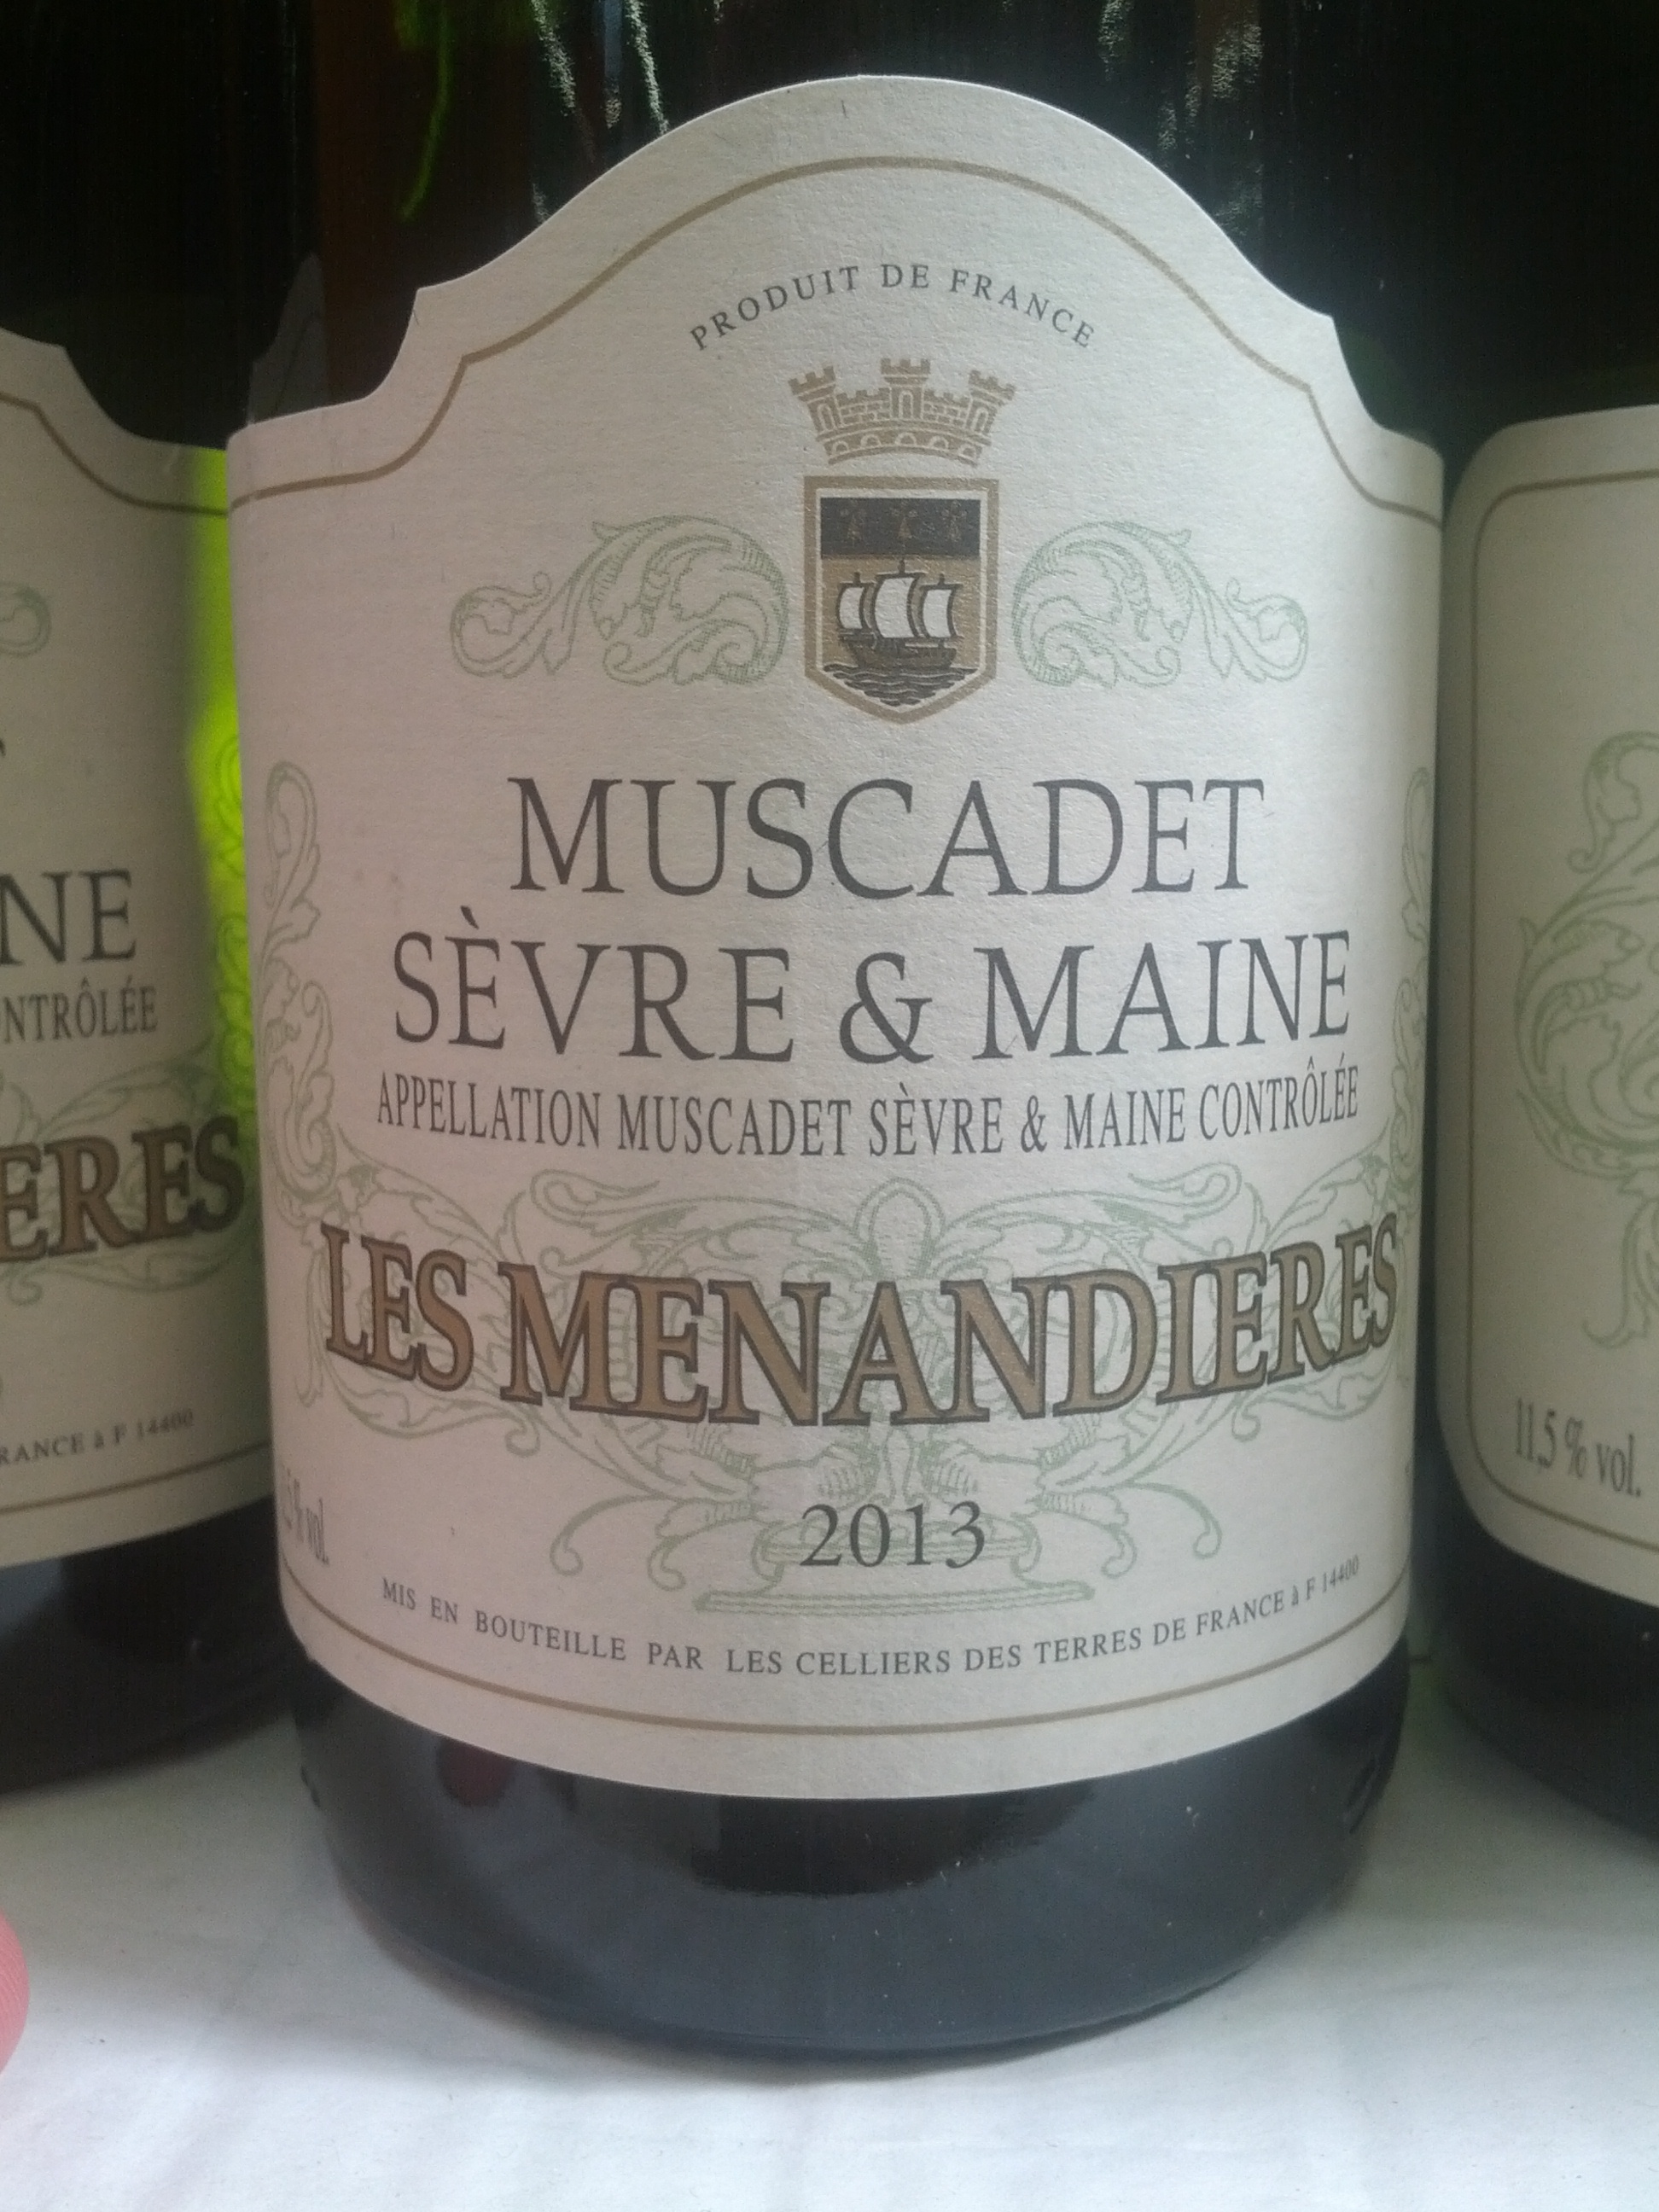 PRODUIT DE FRANCE
MUSCADET
SÈVRE & MAINE
APPELLATION MUSCADET SÈVRE & MAINE CONTRÔLÉE
LES MENANDIERES
2013
MIS EN BOUTEILLE PAR LES CELLIERS DES TERRES DE FRANCE à F 14400
NE
NTRÔLÉE
ERES
RANCE à F 14400
11,5 % vol.